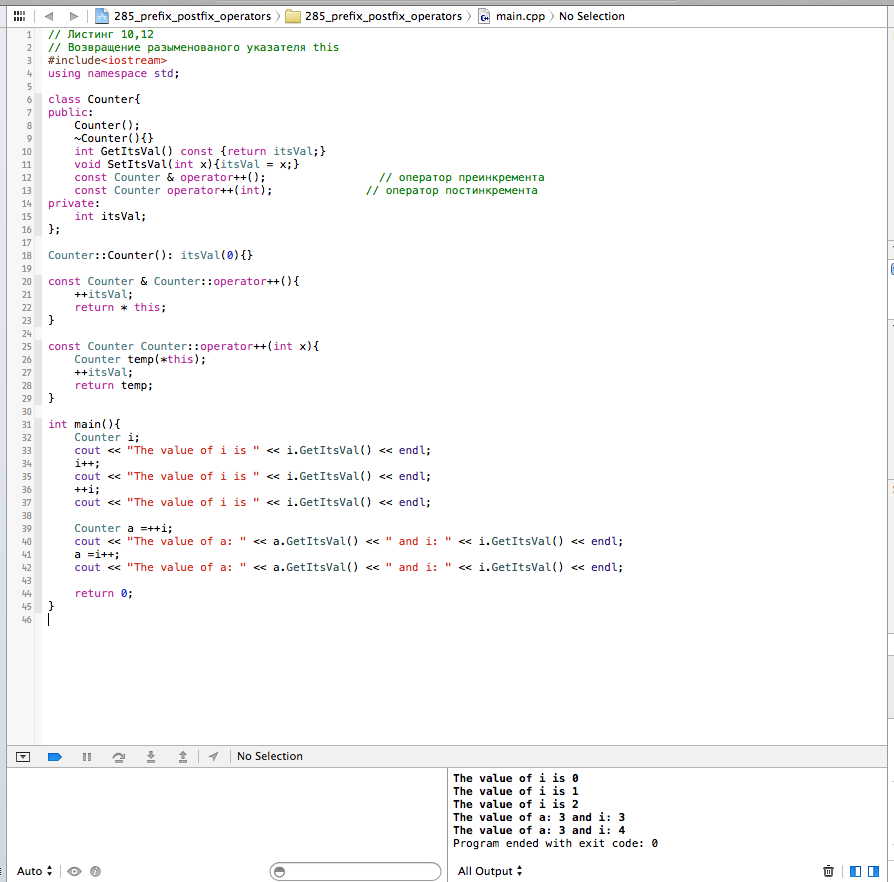 285_prefix_postfix_operators 285_prefix_postfix_operators main.cpp No Selection
1 // Листинг 10,12
2 // Возвращение разыменованого указателя this
3 #include<iostream>
4 using namespace std;
5
6 class Counter{
7 public:
8     Counter();
9     ~Counter(){}
10     int GetItsVal() const {return itsVal;}
11     void SetItsVal(int x){itsVal = x;}
12     const Counter & operator++();                 // оператор преинкремента
13     const Counter operator++(int);              // оператор постинкремента
14 private:
15     int itsVal;
16 };
17
18 Counter::Counter(): itsVal(0){}
19
20 const Counter & Counter::operator++(){
21     ++itsVal;
22     return * this;
23 }
24
25 const Counter Counter::operator++(int x){
26     Counter temp(*this);
27     ++itsVal;
28     return temp;
29 }
30
31 int main(){
32     Counter i;
33     cout << "The value of i is " << i.GetItsVal() << endl;
34     i++;
35     cout << "The value of i is " << i.GetItsVal() << endl;
36     ++i;
37     cout << "The value of i is " << i.GetItsVal() << endl;
38
39     Counter a =++i;
40     cout << "The value of a: " << a.GetItsVal() << " and i: " << i.GetItsVal() << endl;
41     a =i++;
42     cout << "The value of a: " << a.GetItsVal() << " and i: " << i.GetItsVal() << endl;
43
44     return 0;
45 }
46
No Selection
The value of i is 0
The value of i is 1
The value of i is 2
The value of a: 3 and i: 3
The value of a: 3 and i: 4
Program ended with exit code: 0
Auto All Output